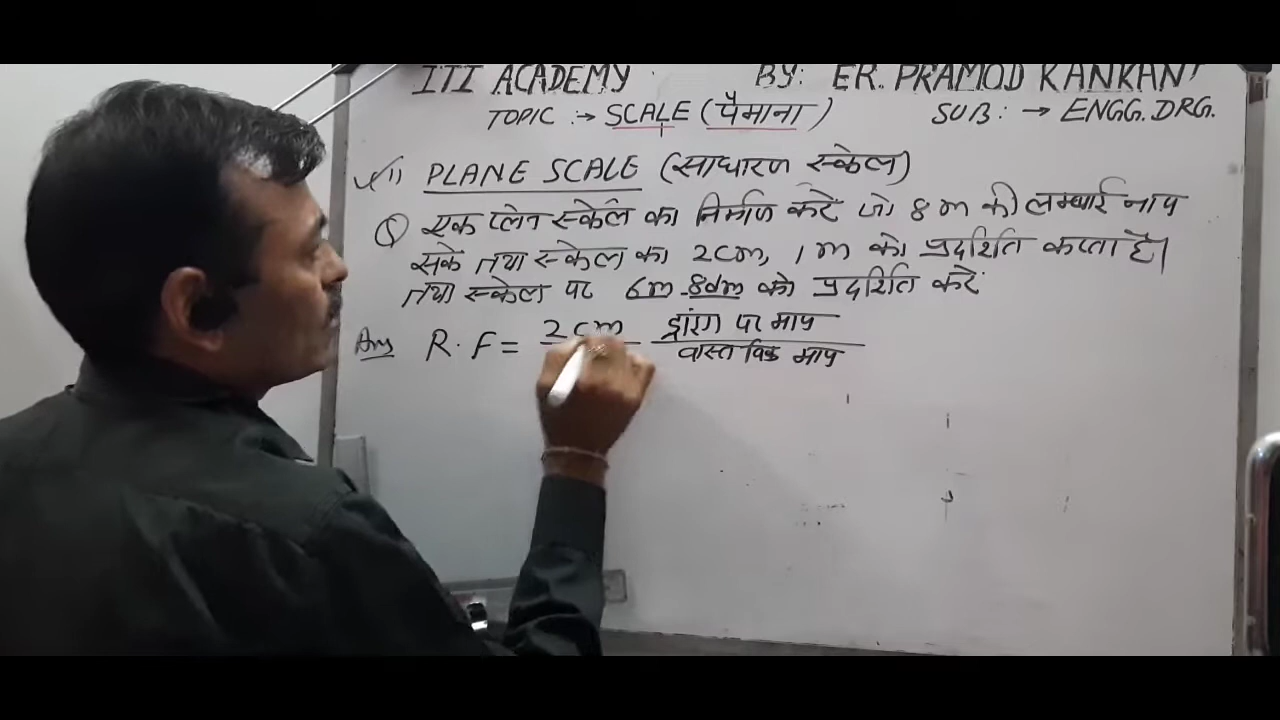 ITI ACADEMY BY: ER. PRAMOD KANKANI
TOPIC :→ SCALE (पैमाना) SUB: → ENGG. DRG.
(1) PLANE SCALE (साधारण स्केल)
Q एक प्लेन स्केल का निर्माण करें जो 8 m की लम्बाई नाप
सके तथा स्केल का 2cm, 1 m को प्रदर्शित करता है।
तथा स्केल पर 6m 8dm को प्रदर्शित करें
Ans R.F = 2cm ड्राइंग पर माप
वास्तविक माप